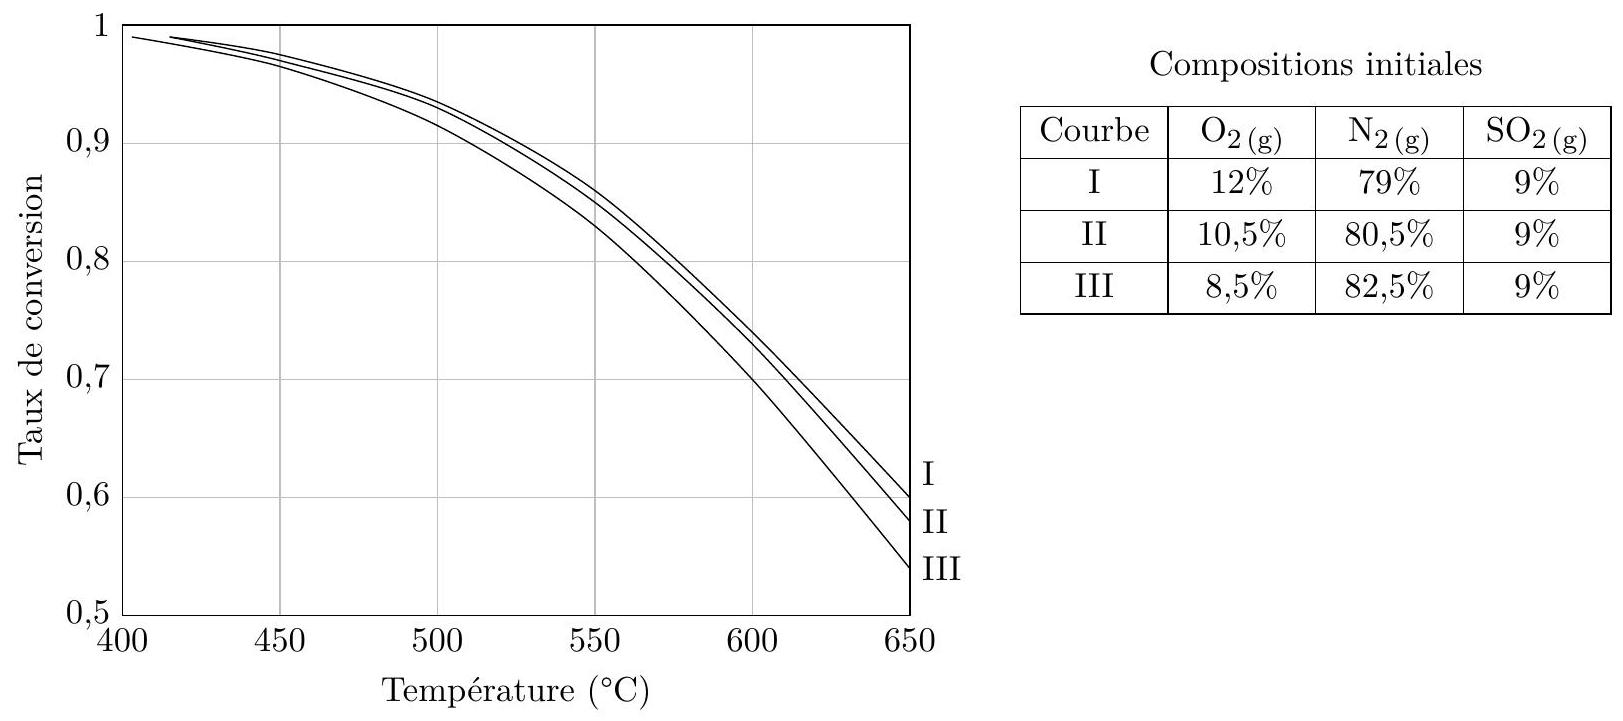 1
0,9
0,8
0,7
0,6
0,5
Taux de conversion
400 450 500 550 600 650
Température (°C)
I
II
III
Compositions initiales
Courbe O2 (g) N2 (g) SO2 (g)
I 12% 79% 9%
II 10,5% 80,5% 9%
III 8,5% 82,5% 9%